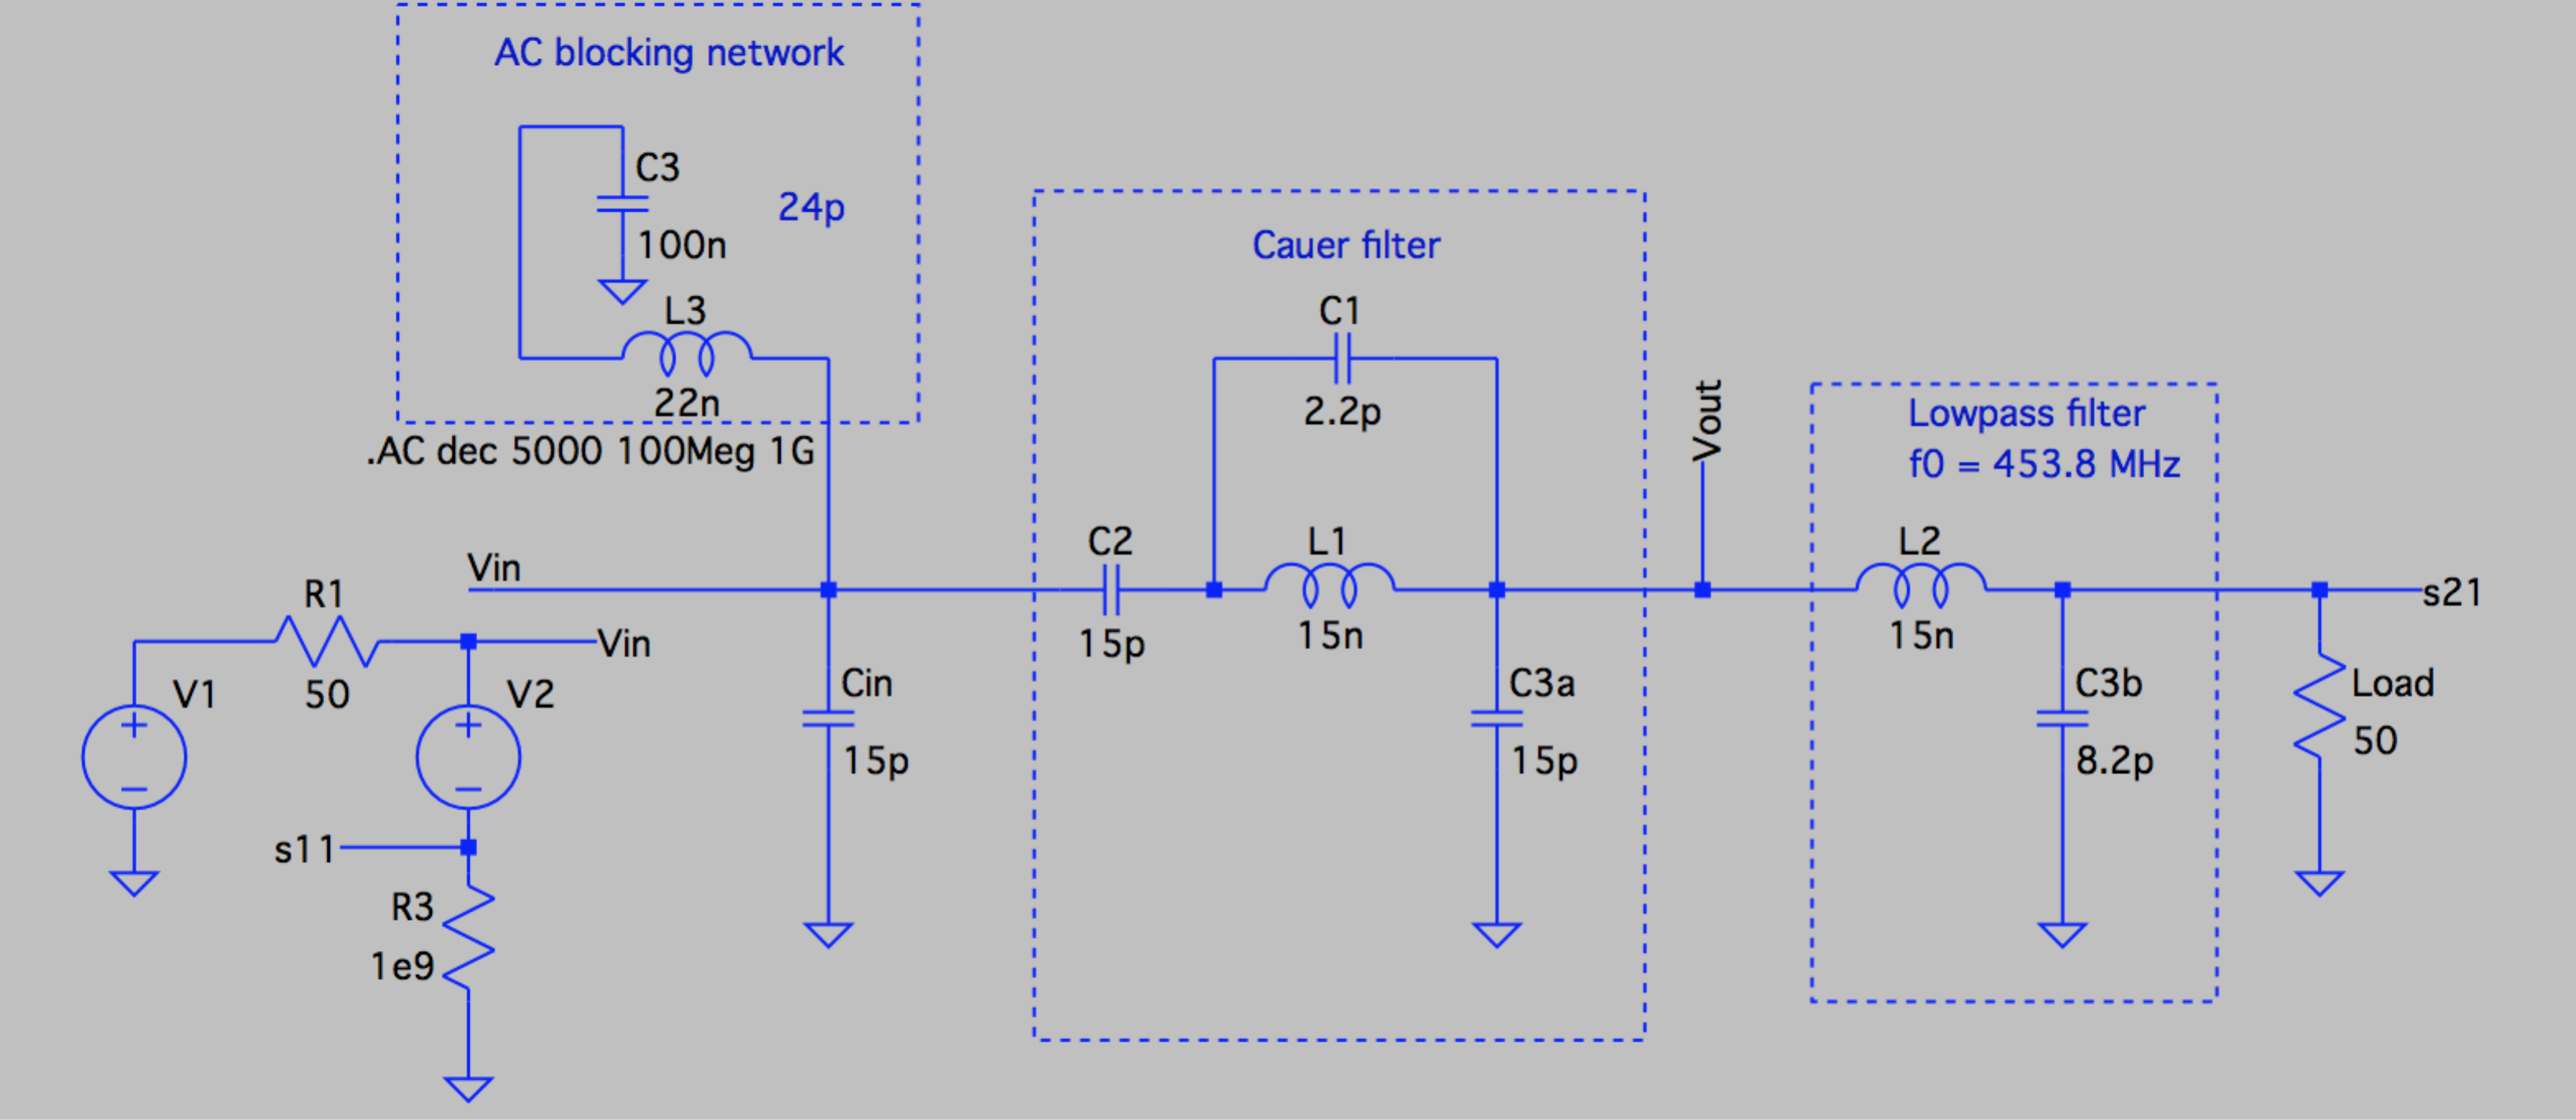 AC blocking network
C3
100n
24p
L3
22n
.AC dec 5000 100Meg 1G
Cauer filter
C1
2.2p
C2
15p
L1
15n
Vout
Lowpass filter
f0 = 453.8 MHz
L2
15n
s21
Vin
R1
50
Vin
V1
V2
s11
R3
1e9
Cin
15p
C3a
15p
C3b
8.2p
Load
50